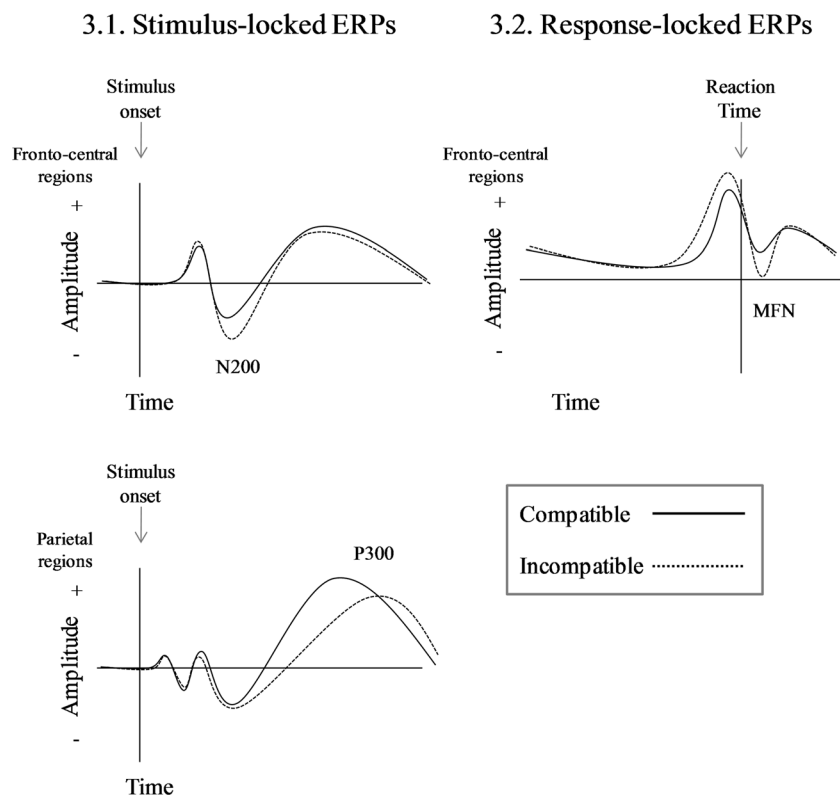 3.1. Stimulus-locked ERPs
Stimulus
onset
Fronto-central
regions
+
Amplitude
-
N200
Time
3.2. Response-locked ERPs
Reaction
Time
Fronto-central
regions
+
Amplitude
-
MFN
Time
Stimulus
onset
Parietal
regions
+
Amplitude
-
P300
Time
Compatible
Incompatible